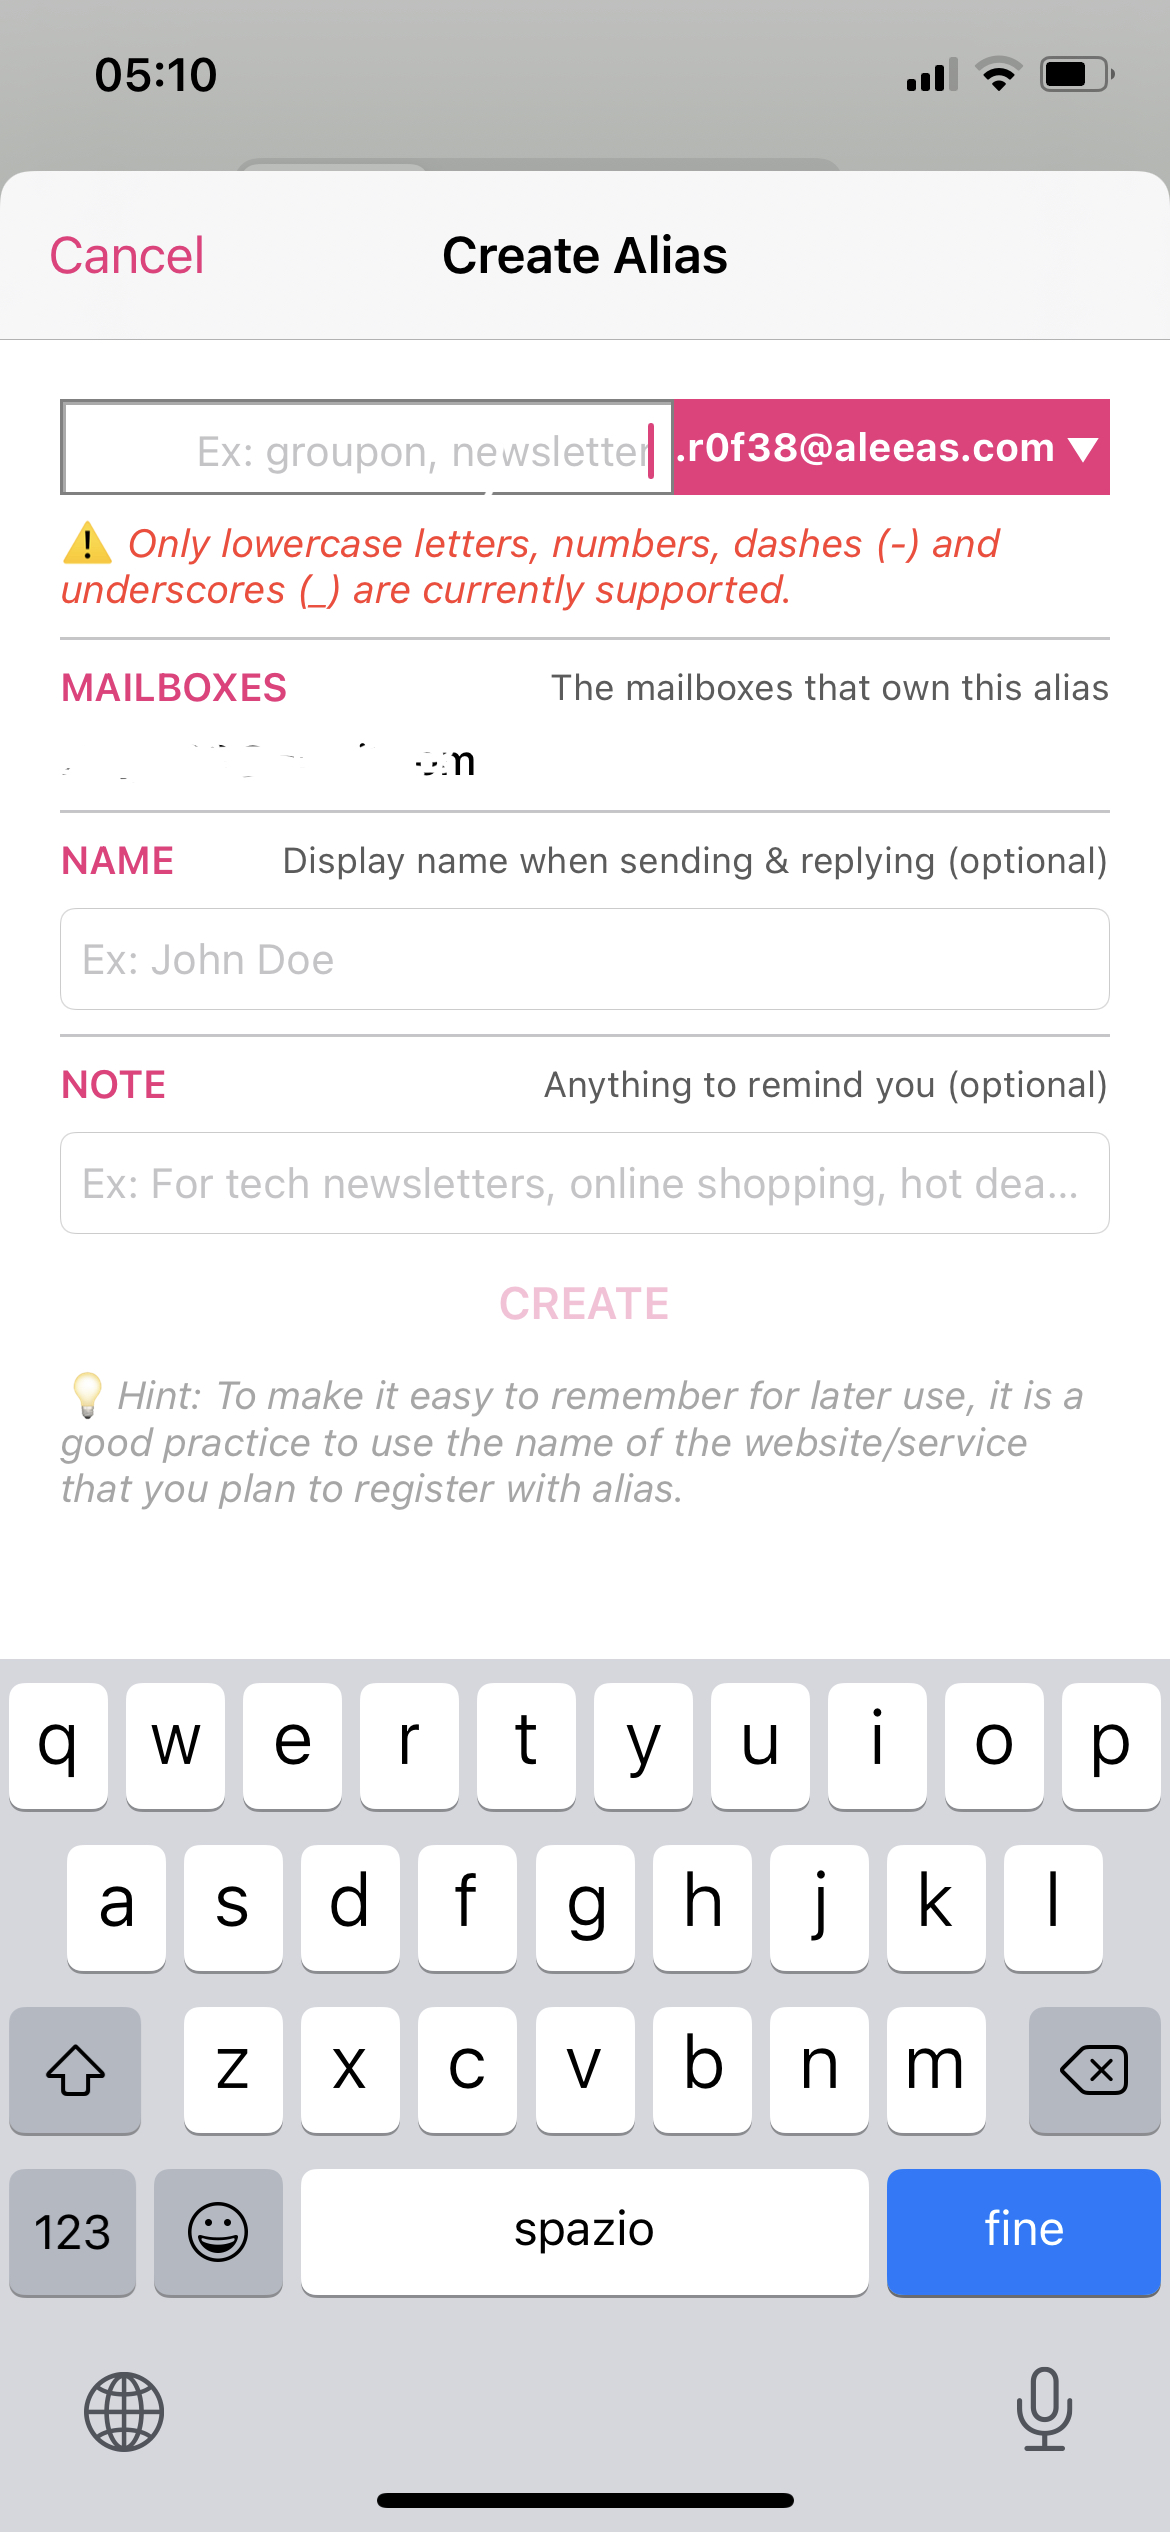 05:10
Cancel
Create Alias
Ex: groupon, newsletter
.r0f38@aleeas.com ▼
⚠️ Only lowercase letters, numbers, dashes (-) and
underscores (_) are currently supported.
MAILBOXES
The mailboxes that own this alias
NAME
Display name when sending & replying (optional)
Ex: John Doe
NOTE
Anything to remind you (optional)
Ex: For tech newsletters, online shopping, hot dea...
CREATE
💡 Hint: To make it easy to remember for later use, it is a
good practice to use the name of the website/service
that you plan to register with alias.
q w e r t y u i o p
a s d f g h j k l
z x c v b n m
123
spazio
fine